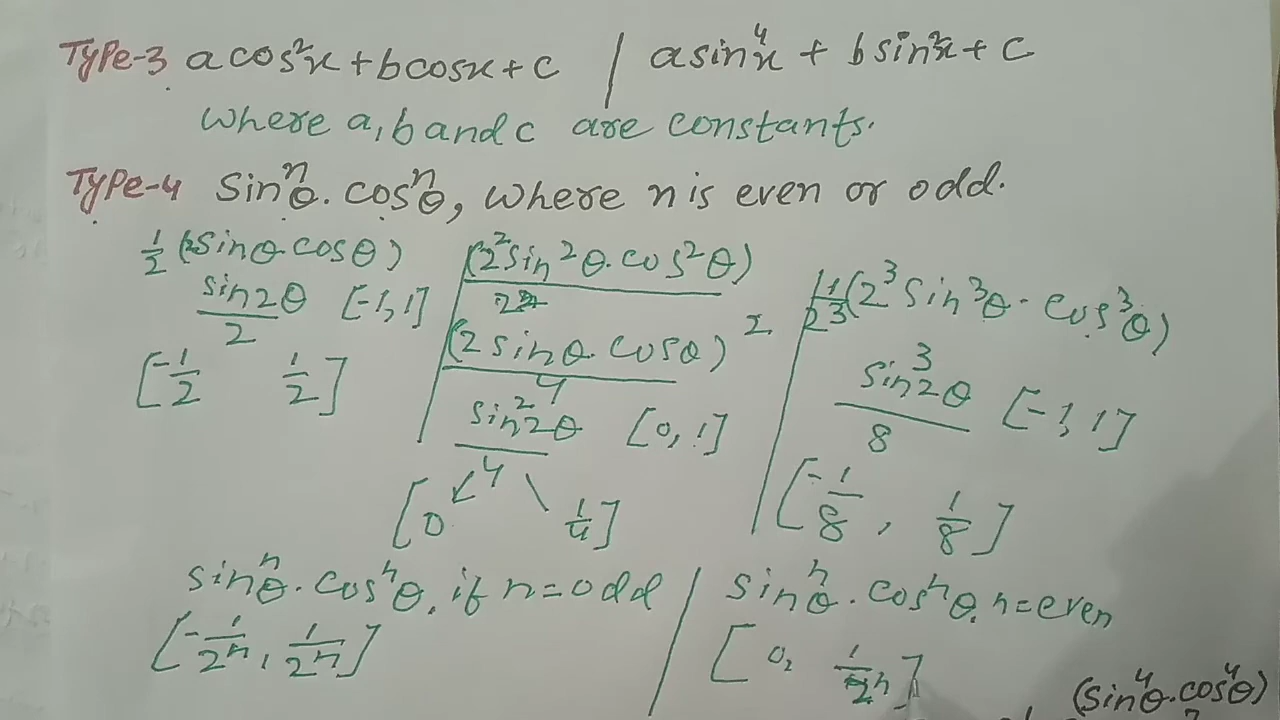 Type-3 acos²x+bcosx+c | asin⁴x + bsin²x+c
where a,b and c are constants.
Type-4 Sinⁿθ.cosⁿθ, where n is even or odd.
1/2 (2sinθ.cosθ)
sin2θ/2 [-1,1]
[-1/2 1/2]
(2²sin²θ.cos²θ)/2²
(2sinθ.cosθ)²/4
sin²2θ/4 [0,1]
[0 1/4]
1/2³(2³sin³θ.cos³θ)
sin³2θ/8 [-1,1]
[-1/8, 1/8]
sinⁿθ.cosⁿθ, if n=odd | sinⁿθ.cosⁿθ, n=even
[-1/2ⁿ, 1/2ⁿ] [0, 1/2ⁿ]
(sin⁴θ.cos⁴θ)